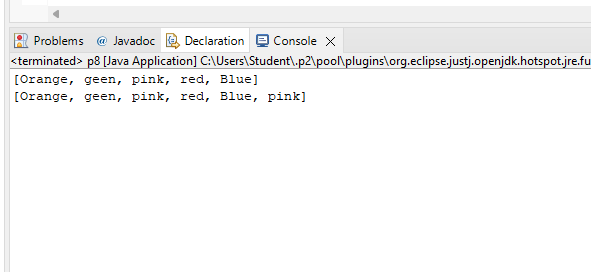 Problems @ Javadoc Declaration Console
<terminated> p8 [Java Application] C:\Users\Student\.p2\pool\plugins\org.eclipse.justj.openjdk.hotspot.jre.fu
[Orange, geen, pink, red, Blue]
[Orange, geen, pink, red, Blue, pink]